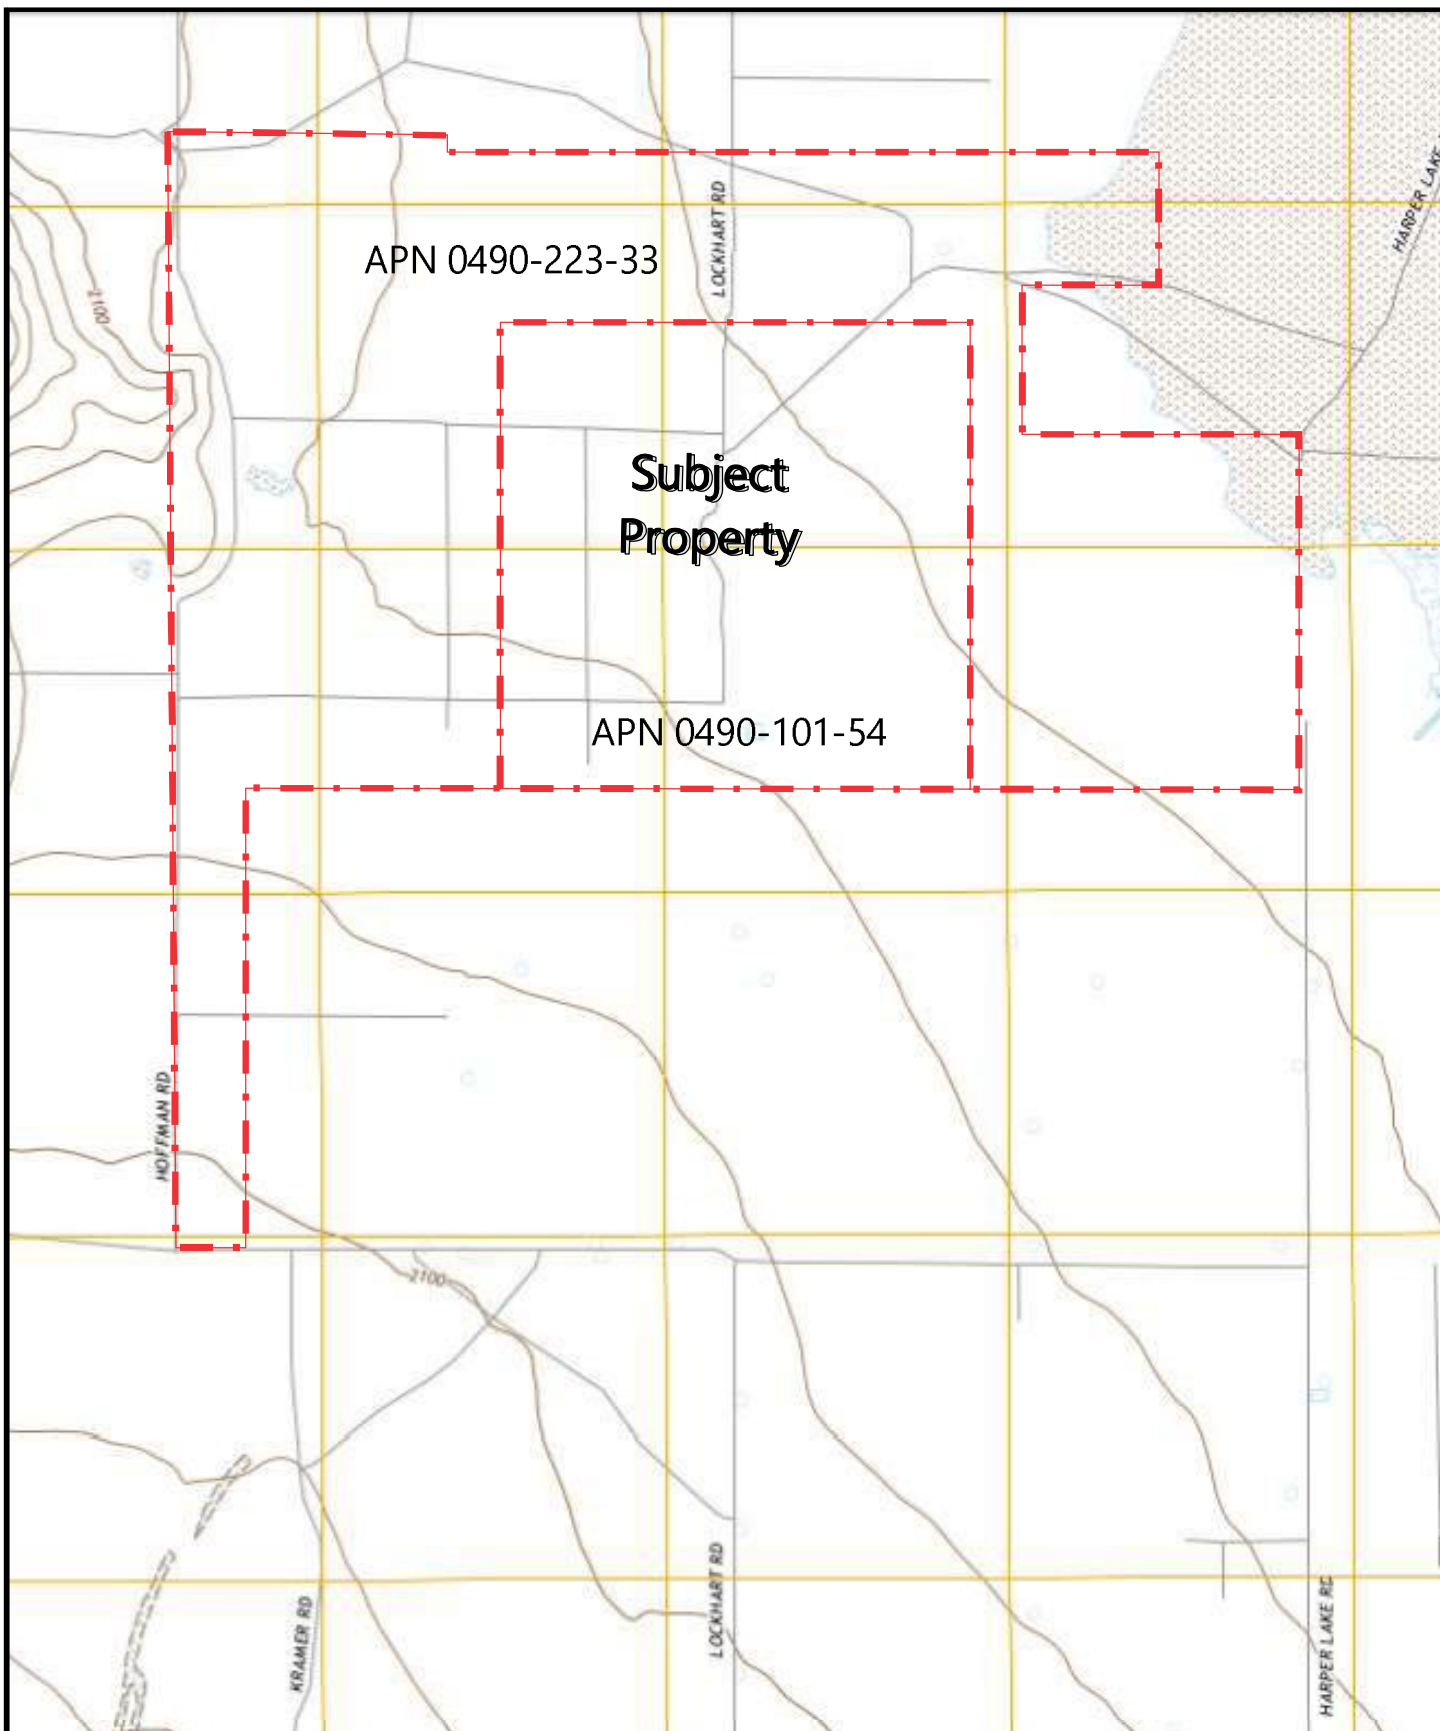 HARPER LAKE
LOCKHART RD
APN 0490-223-33
2100
Subject
Property
APN 0490-101-54
HOFFMAN RD
2100
LOCKHART RD
KRAMER RD
HARPER LAKE RD